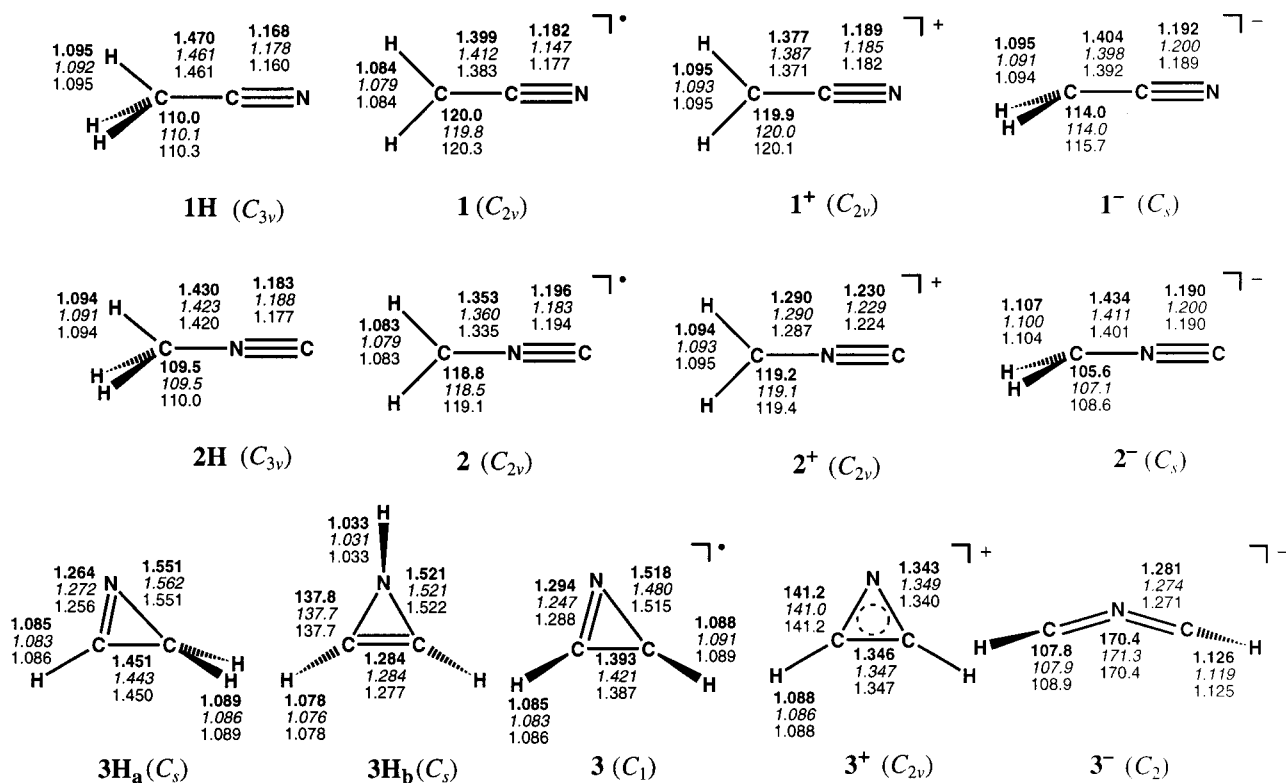 1.095
1.092
1.095
H
1.470
1.461
1.461
1.168
1.178
1.160
C
C
N
H
H
110.0
110.1
110.3
1H (C3v)
H
1.084
1.079
1.084
1.399
1.412
1.383
1.182
1.147
1.177
•
C
C
N
H
120.0
119.8
120.3
1 (C2v)
H
1.095
1.093
1.095
1.377
1.387
1.371
1.189
1.185
1.182
+
C
C
N
H
119.9
120.0
120.1
1+ (C2v)
1.095
1.091
1.094
1.404
1.398
1.392
1.192
1.200
1.189
−
C
C
N
H
H
114.0
114.0
115.7
1− (Cs)
1.094
1.091
1.094
H
1.430
1.423
1.420
1.183
1.188
1.177
C
N
C
H
H
109.5
109.5
110.0
2H (C3v)
H
1.083
1.079
1.083
1.353
1.360
1.335
1.196
1.183
1.194
•
C
N
C
H
118.8
118.5
119.1
2 (C2v)
H
1.094
1.093
1.095
1.290
1.290
1.287
1.230
1.229
1.224
+
C
N
C
H
119.2
119.1
119.4
2+ (C2v)
1.107
1.100
1.104
1.434
1.411
1.401
1.190
1.200
1.190
−
C
N
C
H
H
105.6
107.1
108.6
2− (Cs)
1.264
1.272
1.256
N
1.551
1.562
1.551
1.085
1.083
1.086
C
C
H
1.451
1.443
1.450
H
H
1.089
1.086
1.089
3Ha (Cs)
H
1.033
1.031
1.033
N
1.521
1.521
1.522
137.8
137.7
137.7
C
C
H
1.284
1.284
1.277
H
1.078
1.076
1.078
3Hb (Cs)
1.294
1.247
1.288
N
1.518
1.480
1.515
•
1.088
1.091
1.089
C
C
H
1.393
1.421
1.387
H
1.085
1.083
1.086
3 (C1)
141.2
141.0
141.2
N
1.343
1.349
1.340
+
C
C
H
1.346
1.347
1.347
H
1.088
1.086
1.088
3+ (C2v)
1.281
1.274
1.271
−
N
H
C
C
H
107.8
107.9
108.9
170.4
171.3
170.4
1.126
1.119
1.125
3− (C2)